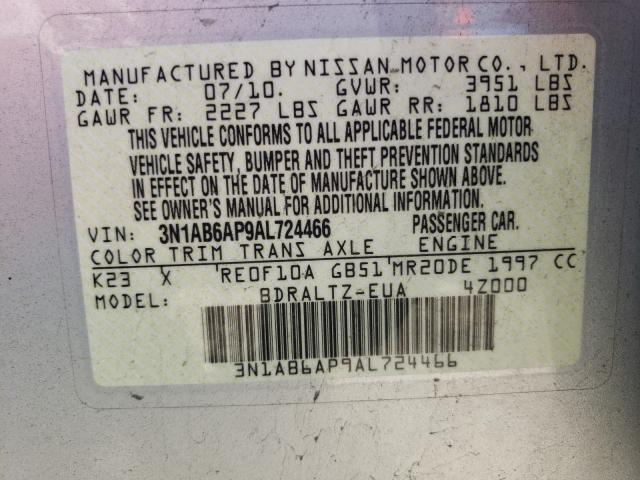 MANUFACTURED BY NISSAN MOTOR CO., LTD.
DATE: 07/10. GVWR: 3951 LBS
GAWR FR: 2227 LBS GAWR RR: 1810 LBS
THIS VEHICLE CONFORMS TO ALL APPLICABLE FEDERAL MOTOR
VEHICLE SAFETY, BUMPER AND THEFT PREVENTION STANDARDS
IN EFFECT ON THE DATE OF MANUFACTURE SHOWN ABOVE.
SEE OWNER'S MANUAL FOR ADDITIONAL INFORMATION.
VIN: 3N1AB6AP9AL724466 PASSENGER CAR.
COLOR TRIM TRANS AXLE ENGINE
K23 X RE0F10A GB51 MR20DE 1997 CC
MODEL: BDRALTZ-EUA 4Z000
3N1AB6AP9AL724466